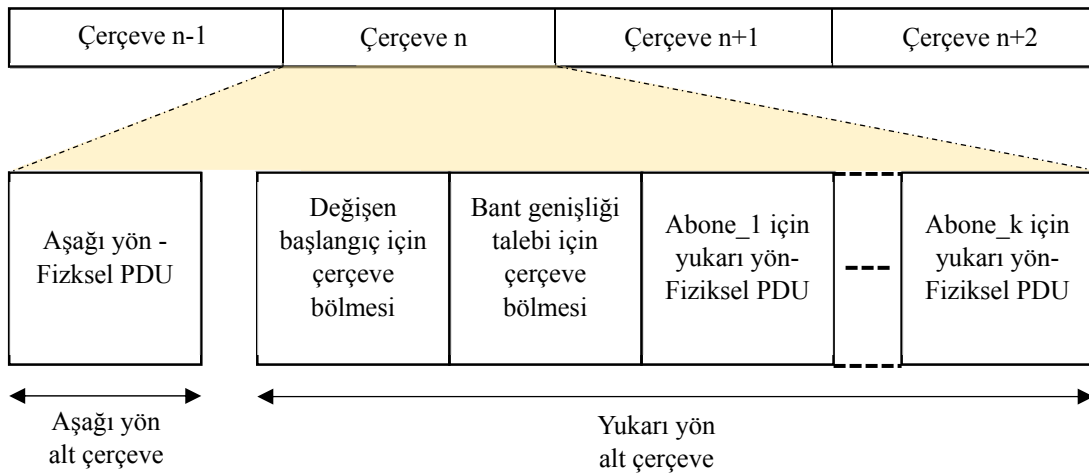 Çerçeve n-1
Çerçeve n
Çerçeve n+1
Çerçeve n+2
Aşağı yön -
Fizksel PDU
Değişen
başlangıç için
çerçeve
bölmesi
Bant genişliği
talebi için
çerçeve
bölmesi
Abone_1 için
yukarı yön-
Fiziksel PDU
Abone_k için
yukarı yön-
Fiziksel PDU
Aşağı yön
alt çerçeve
Yukarı yön
alt çerçeve